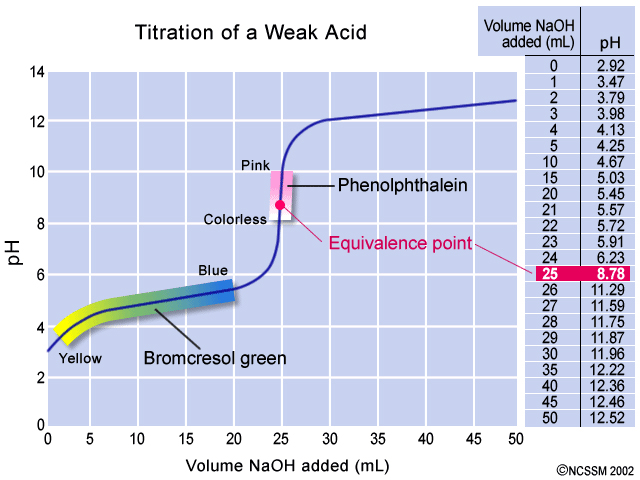 Titration of a Weak Acid
Volume NaOH
added (mL) pH
0 2.92
1 3.47
2 3.79
3 3.98
4 4.13
5 4.25
10 4.67
15 5.03
20 5.45
21 5.57
22 5.72
23 5.91
24 6.23
25 8.78
26 11.29
27 11.59
28 11.75
29 11.87
30 11.96
35 12.22
40 12.36
45 12.46
50 12.52
pH
14
12
10
8
6
4
2
0
Pink
Phenolphthalein
Colorless
Equivalence point
Blue
Yellow
Bromcresol green
0 5 10 15 20 25 30 35 40 45 50
Volume NaOH added (mL)
©NCSSM 2002